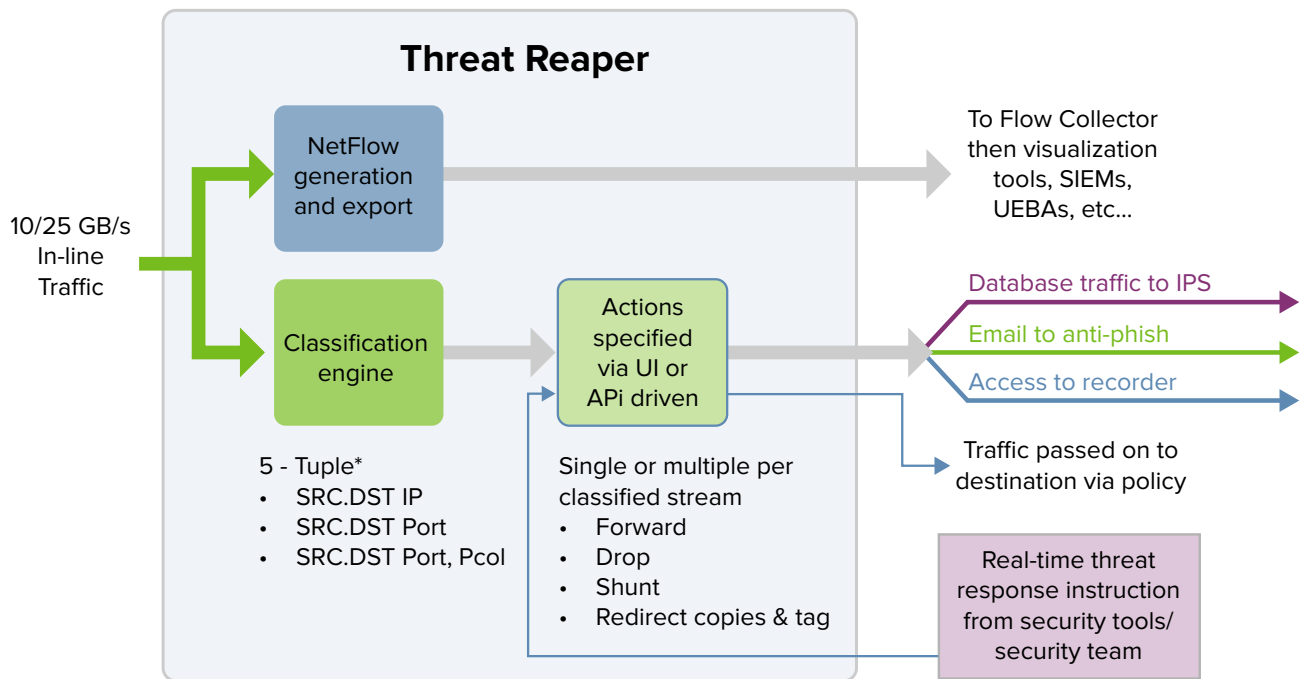 Threat Reaper
10/25 GB/s
In-line
Traffic
NetFlow
generation
and export
To Flow Collector
then visualization
tools, SIEMs,
UEBAs, etc...
Classification
engine
Actions
specified
via UI or
APi driven
Database traffic to IPS
Email to anti-phish
Access to recorder
Traffic passed on to
destination via policy
5 - Tuple*
• SRC.DST IP
• SRC.DST Port
• SRC.DST Port, Pcol
Single or multiple per
classified stream
• Forward
• Drop
• Shunt
• Redirect copies & tag
Real-time threat
response instruction
from security tools/
security team